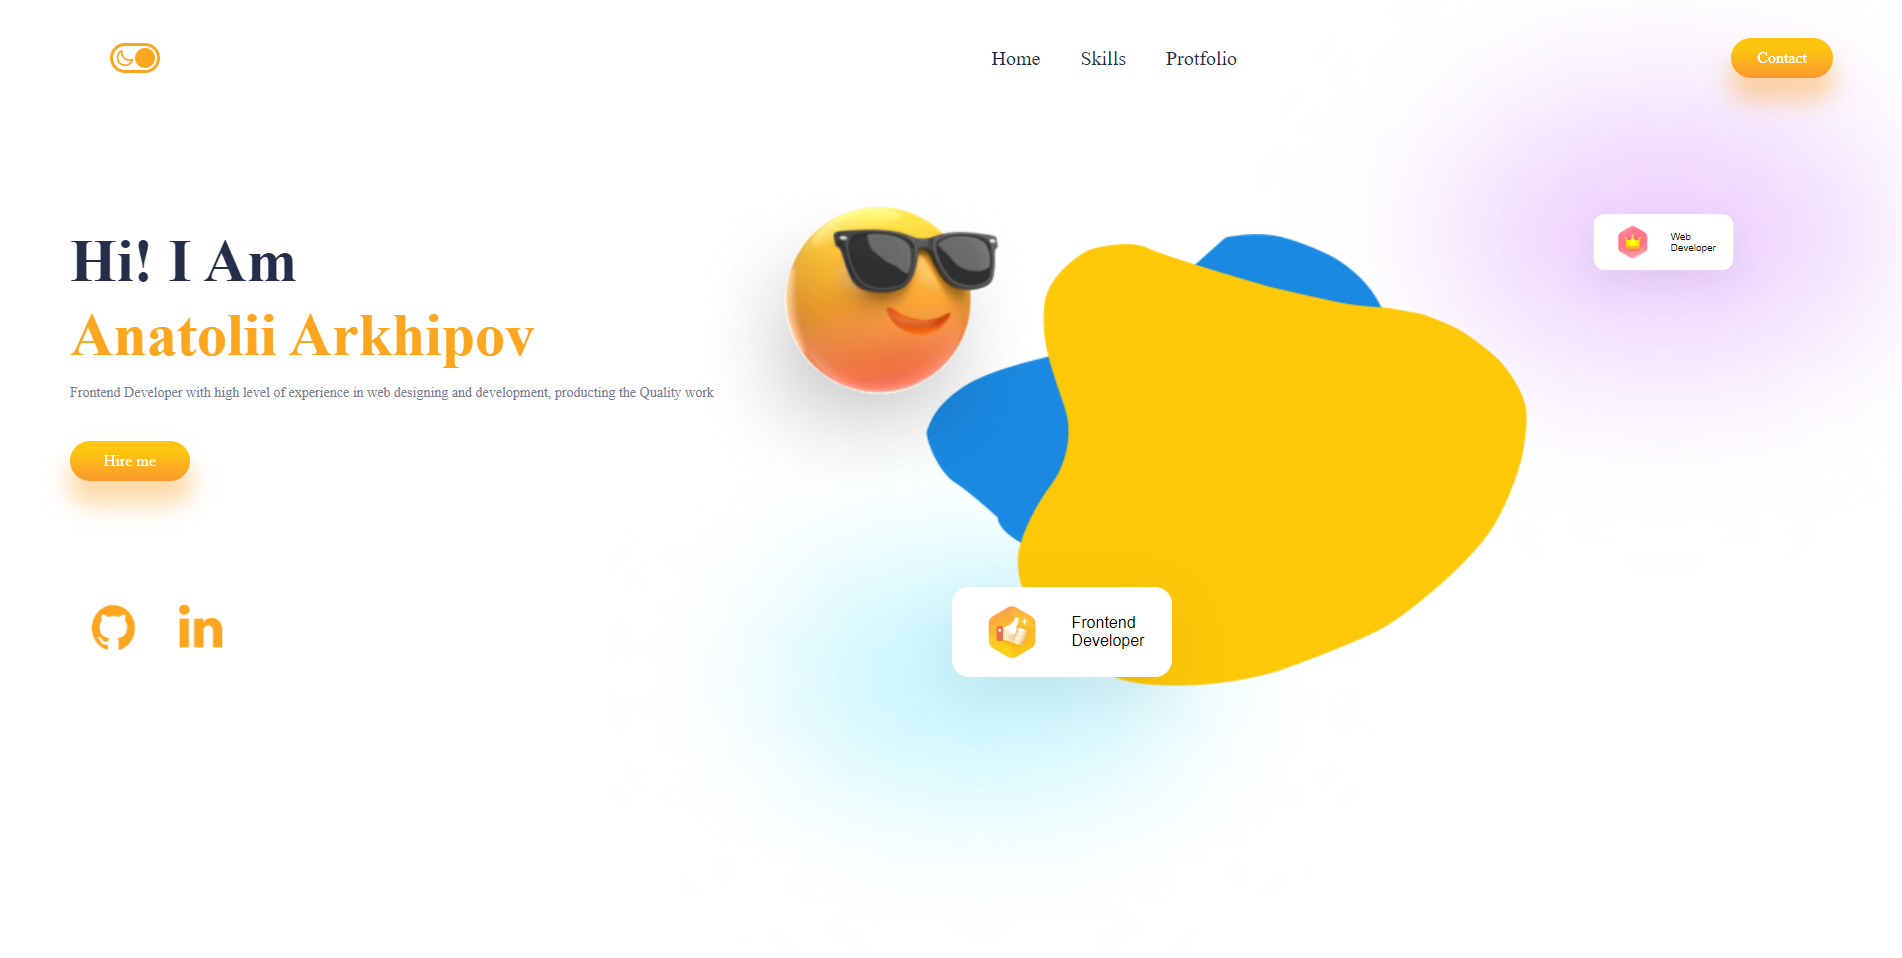 Home Skills Protfolio Contact
Hi! I Am
Anatolii Arkhipov
Frontend Developer with high level of experience in web designing and development, producting the Quality work
Hire me
in
Web
Developer
Frontend
Developer